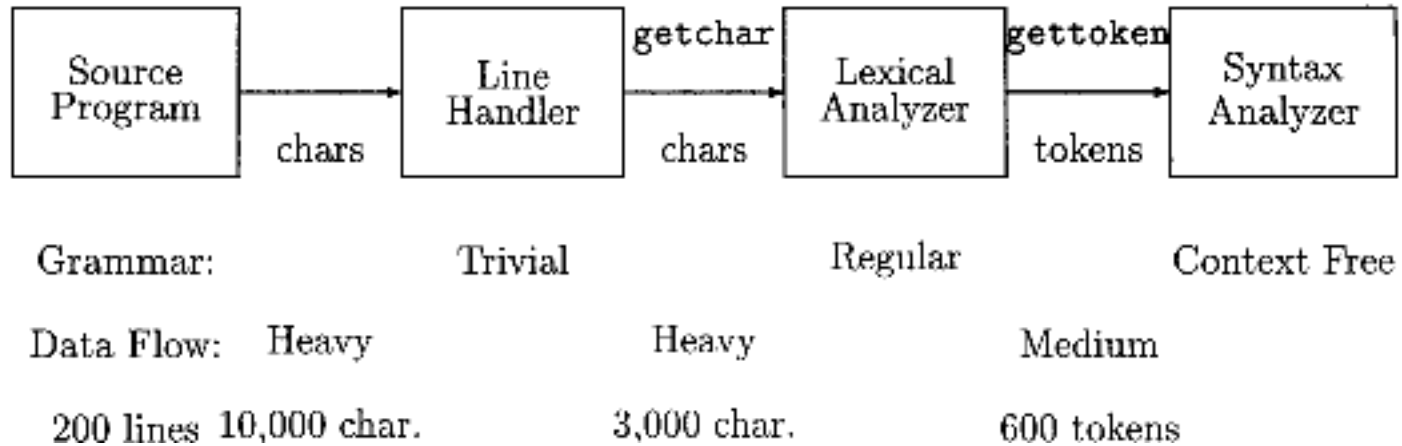 Source
Program
chars
Line
Handler
getchar
chars
Lexical
Analyzer
gettoken
tokens
Syntax
Analyzer
Grammar: Trivial Regular Context Free
Data Flow: Heavy Heavy Medium
200 lines 10,000 char. 3,000 char. 600 tokens